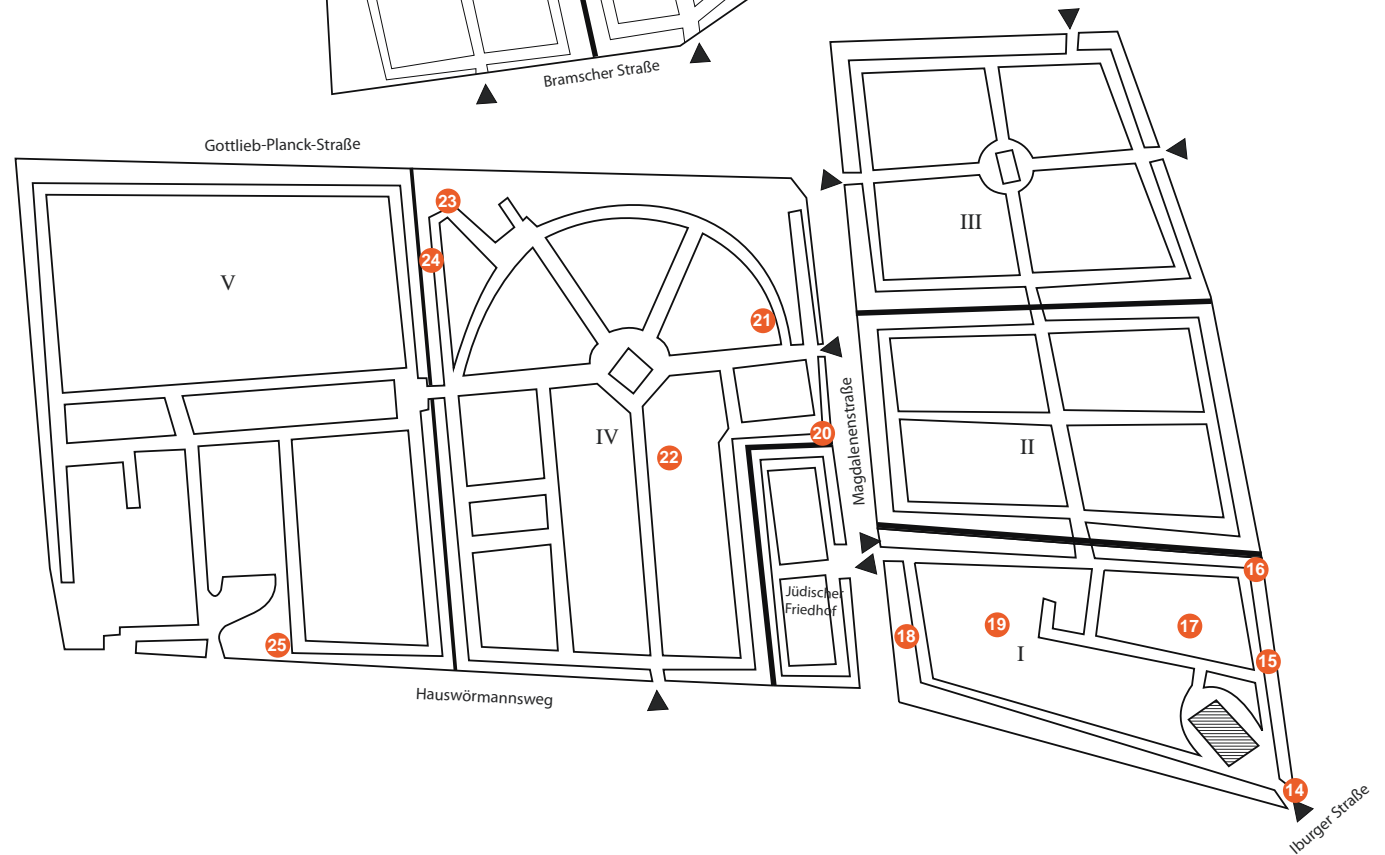 Bramscher Straße
Gottlieb-Planck-Straße
23
III
24
V
21
Magdalenenstraße
20
IV
II
22
16
Jüdischer
Friedhof
19
17
18
25
I
15
Hauswörmannsweg
14
Iburger Straße